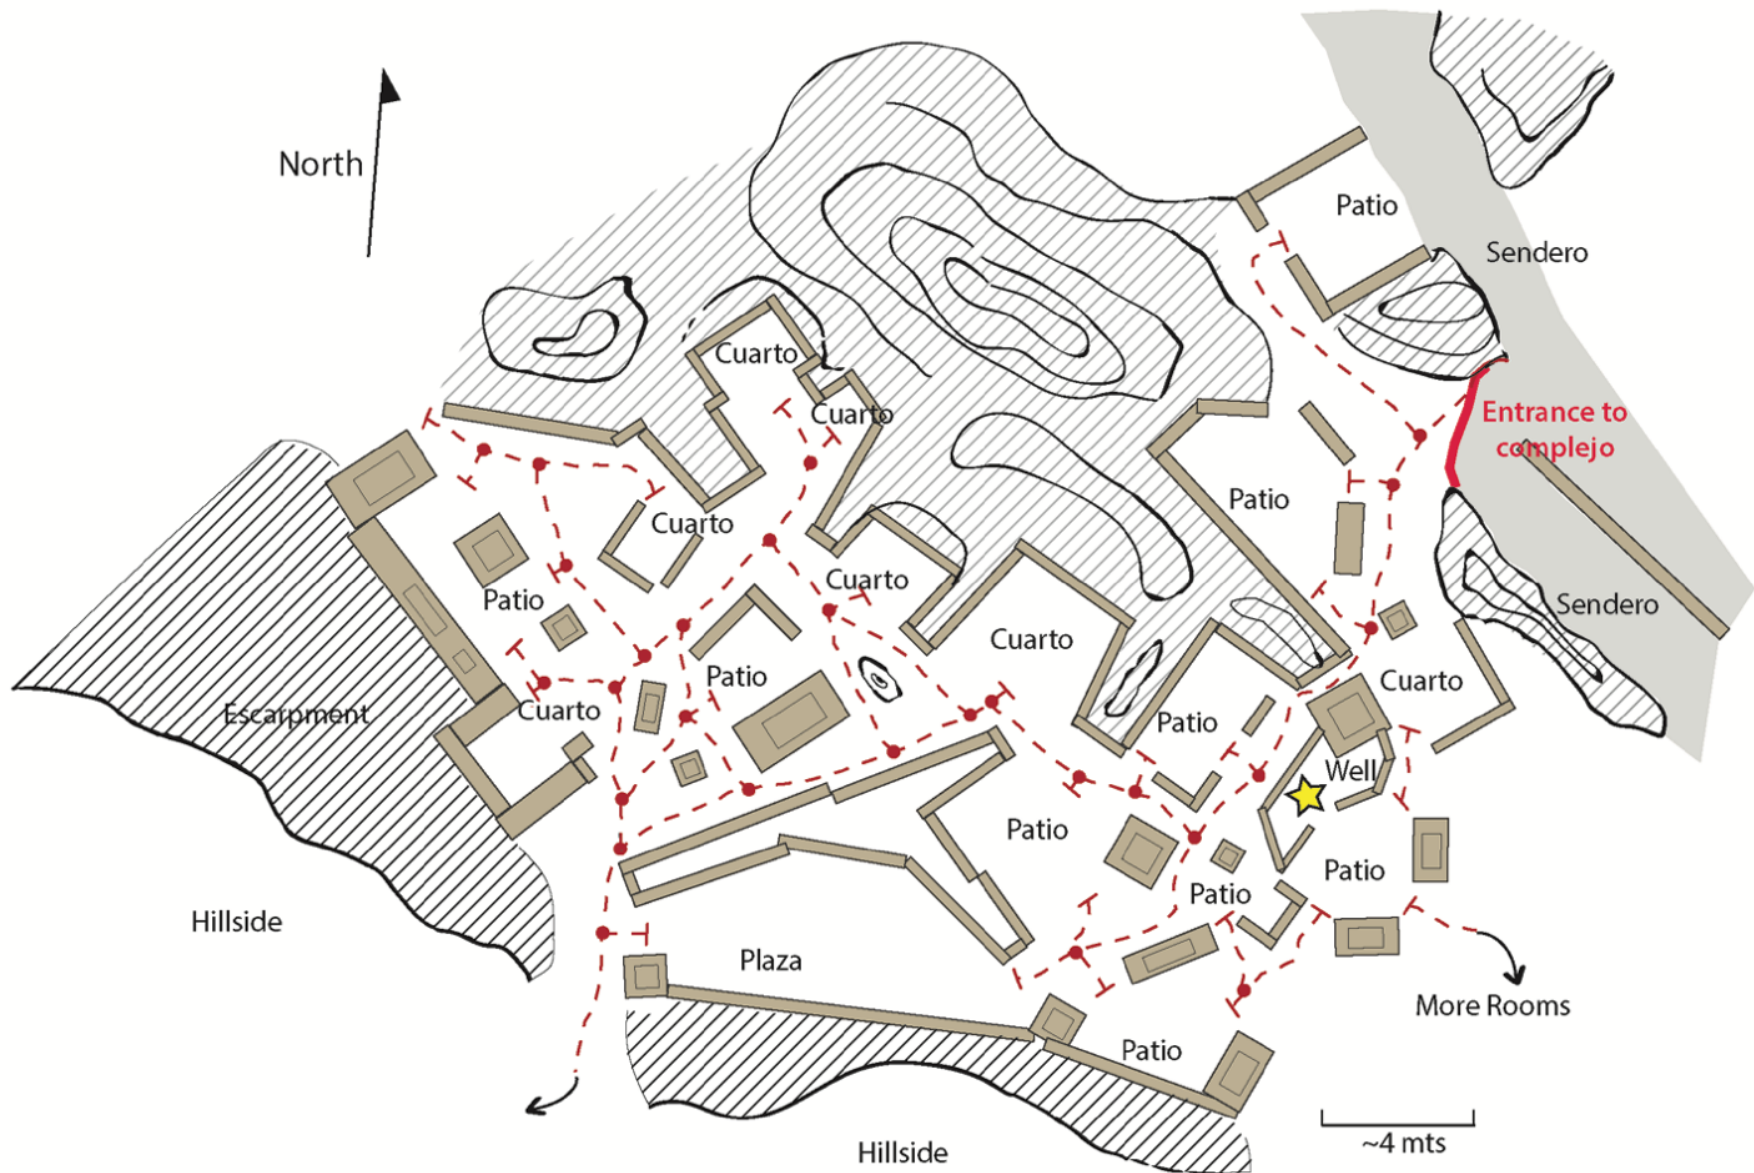 North
Patio
Sendero
Cuarto
Cuarto
Entrance to
complejo
Patio
Cuarto
Cuarto
Patio
Sendero
Cuarto
Patio
Cuarto
Escarpment
Cuarto
Patio
Well
Patio
Patio
Patio
Hillside
Plaza
More Rooms
Patio
~4 mts
Hillside